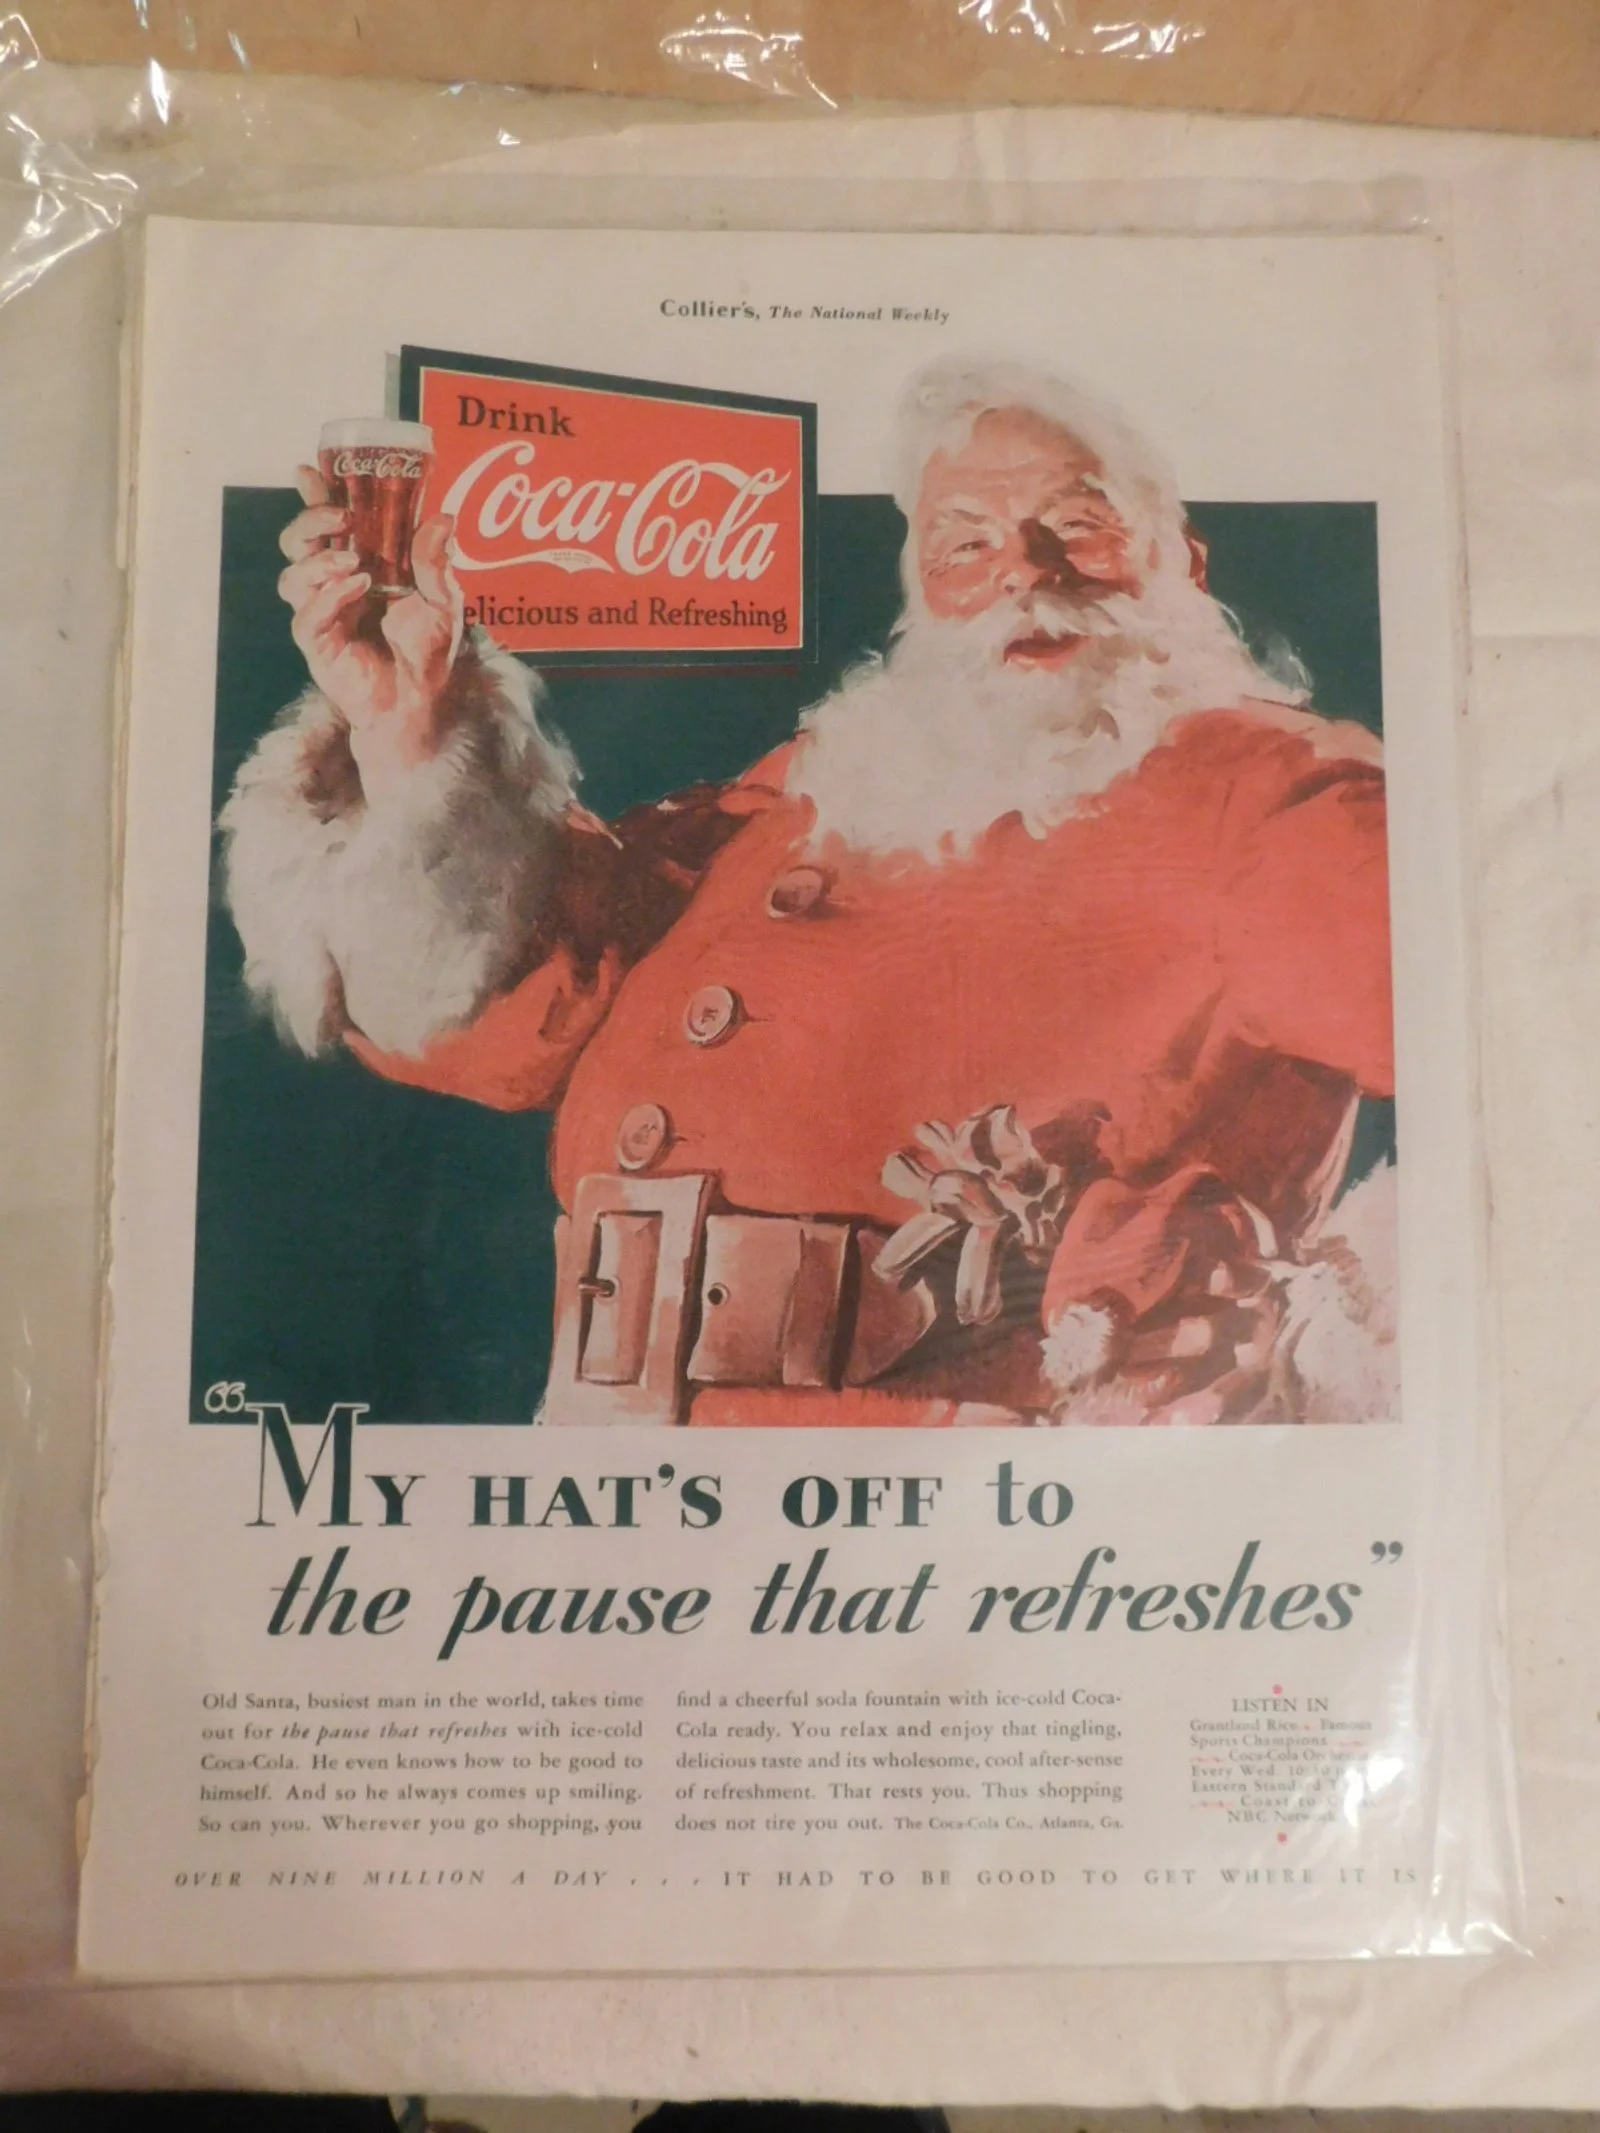 Collier's, The National Weekly
Drink
Coca-Cola
Coca-Cola
elicious and Refreshing
MY HAT'S OFF to
the pause that refreshes”
Old Santa, busiest man in the world, takes time
out for the pause that refreshes with ice-cold
Coca-Cola. He even knows how to be good to
himself. And so he always comes up smiling.
So can you. Wherever you go shopping, you
find a cheerful soda fountain with ice-cold Coca-
Cola ready. You relax and enjoy that tingling,
delicious taste and its wholesome, cool after-sense
of refreshment. That rests you. Thus shopping
does not tire you out. The Coca-Cola Co., Atlanta, Ga.
LISTEN IN
Grantland Rice Famous
Sports Champions
Coca-Cola
Every Wed.
Eastern Standard
Coast to
NBC Network
OVER NINE MILLION A DAY . . . IT HAD TO BE GOOD TO GET WHERE IT IS